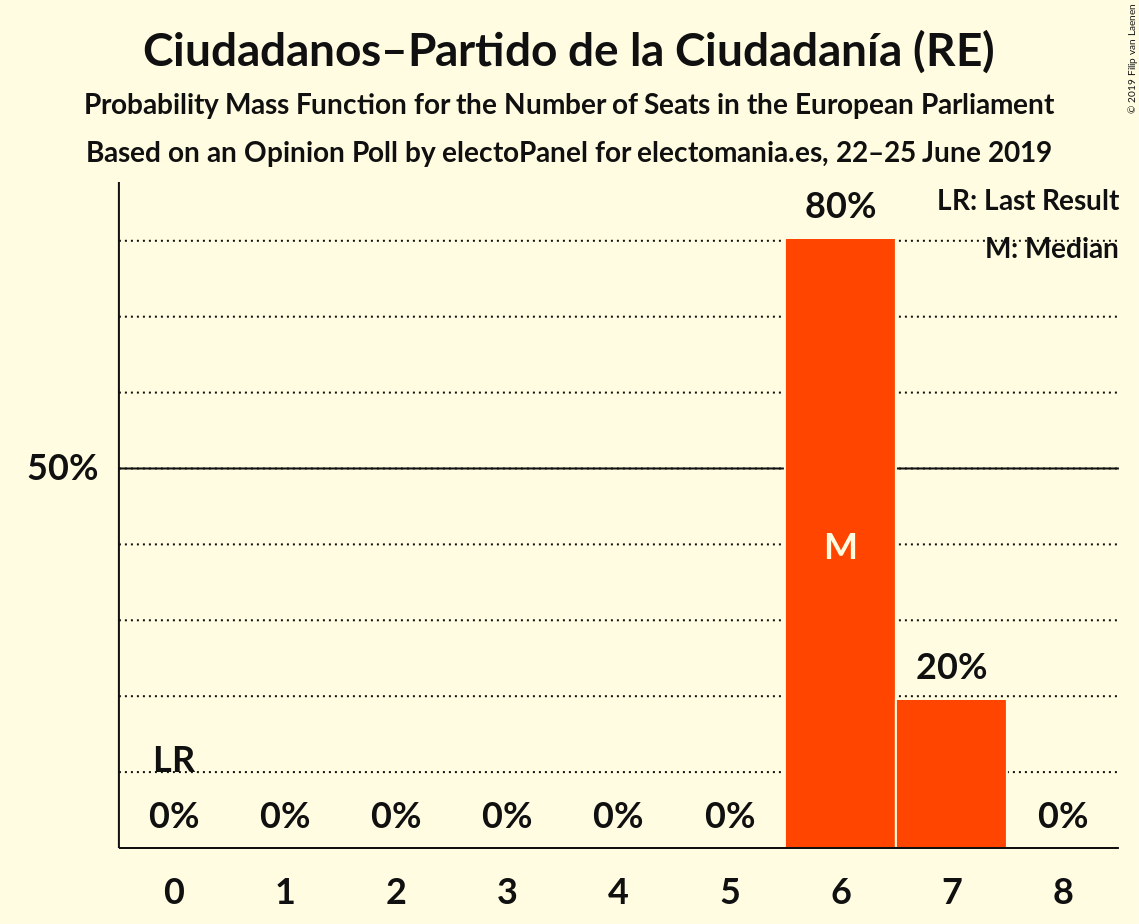 Ciudadanos–Partido de la Ciudadanía (RE)
Probability Mass Function for the Number of Seats in the European Parliament
Based on an Opinion Poll by electoPanel for electomania.es, 22–25 June 2019
© 2019 Filip van Laenen
LR: Last Result
M: Median
80%
50%
M
20%
LR
0% 0% 0% 0% 0% 0% 0%
0 1 2 3 4 5 6 7 8